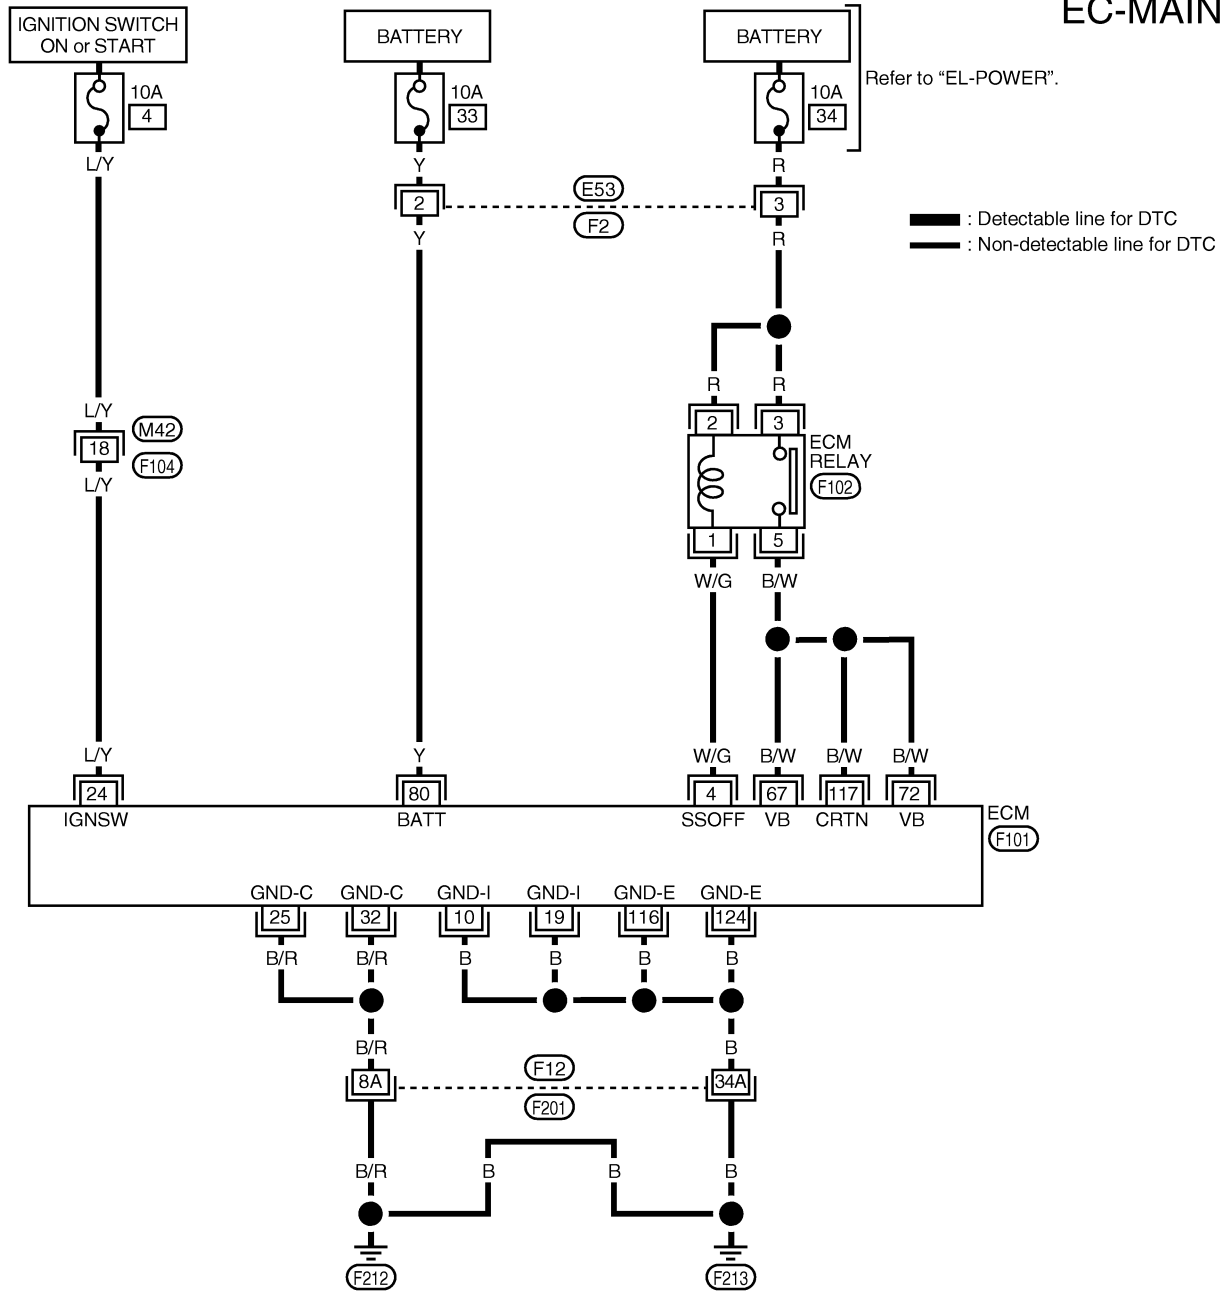 EC-MAIN
IGNITION SWITCH
ON or START
BATTERY
BATTERY
Refer to “EL-POWER”.
10A
4
10A
33
10A
34
L/Y
Y
R
2
E53
F2
3
Y
R
: Detectable line for DTC
: Non-detectable line for DTC
R
R
L/Y
18
M42
F104
L/Y
2
3
ECM
RELAY
F102
1
5
W/G
B/W
L/Y
Y
W/G
B/W
B/W
B/W
24
80
4
67
117
72
IGNSW
BATT
SSOFF
VB
CRTN
VB
ECM
F101
GND-C
GND-C
GND-I
GND-I
GND-E
GND-E
25
32
10
19
116
124
B/R
B/R
B
B
B
B
B/R
B
8A
F12
F201
34A
B/R
B
B
B
F212
F213